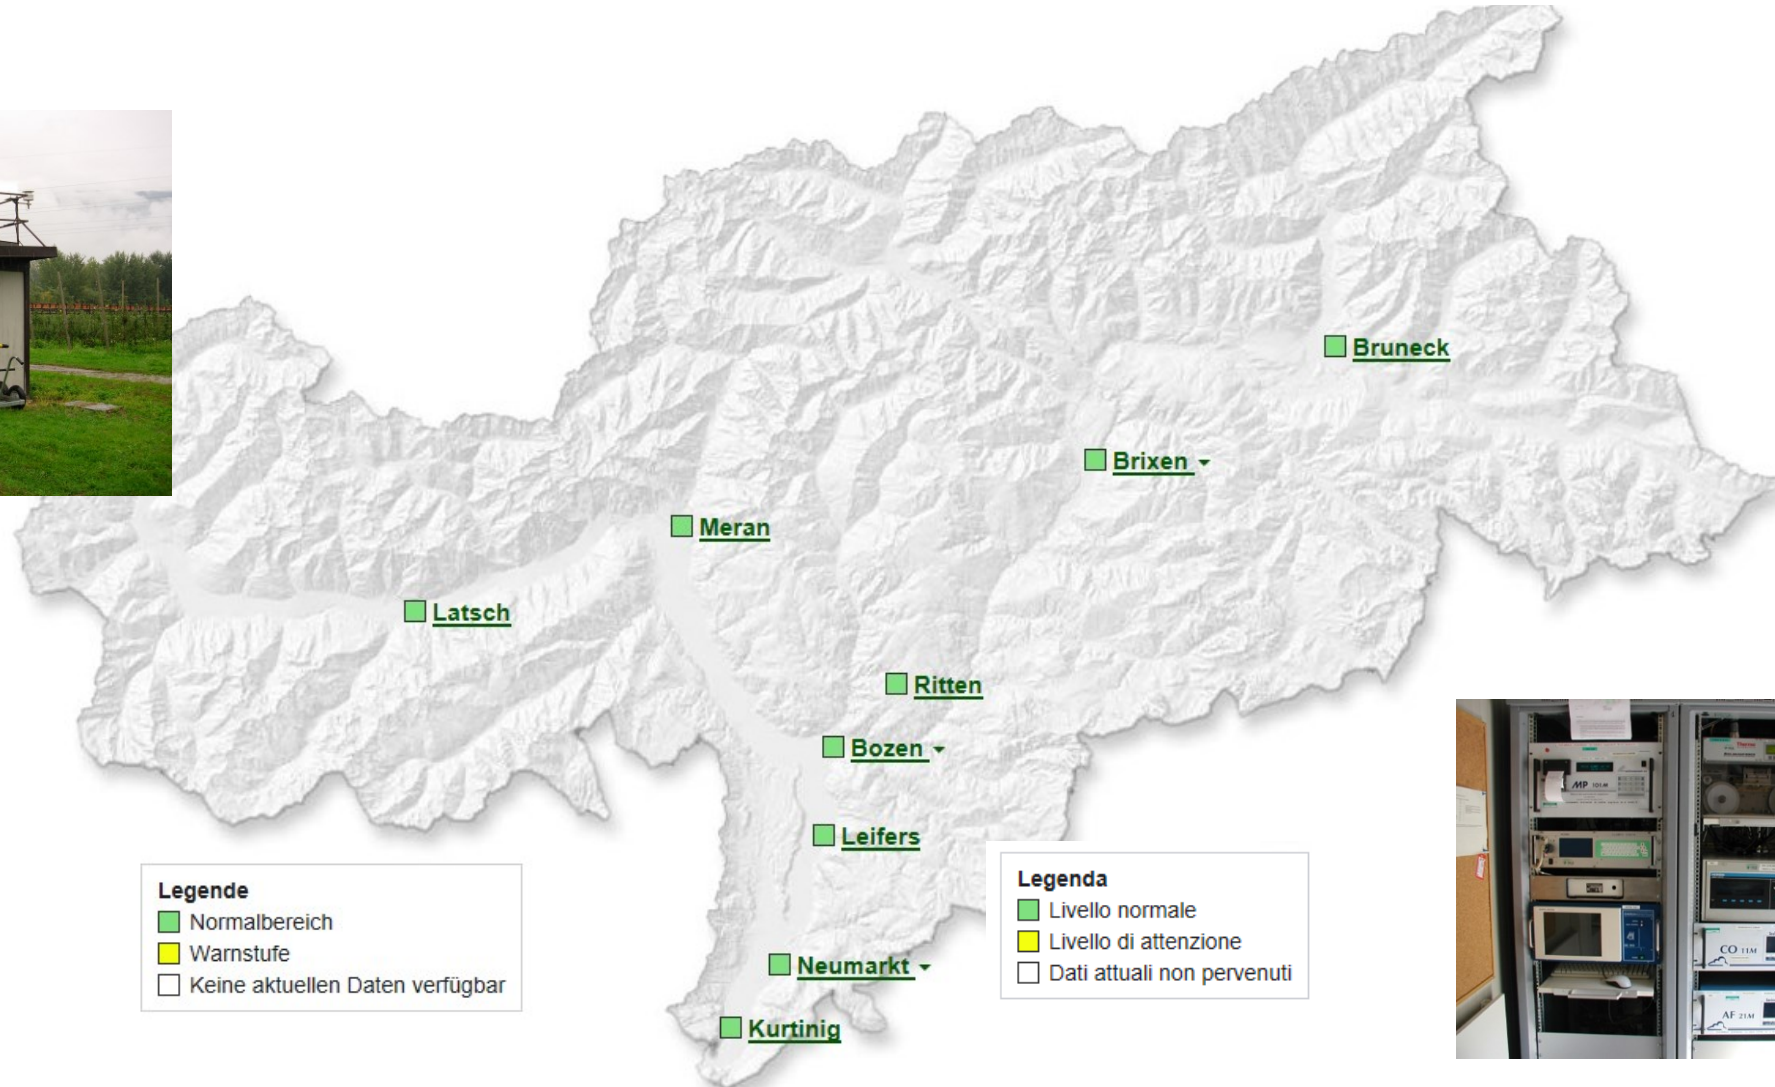 Bruneck
Brixen
Meran
Latsch
Ritten
Bozen
Leifers
Neumarkt
Kurtinig
Legende
Normalbereich
Warnstufe
Keine aktuellen Daten verfügbar
Legenda
Livello normale
Livello di attenzione
Dati attuali non pervenuti
MP 101M
CO 11M
AF 21M